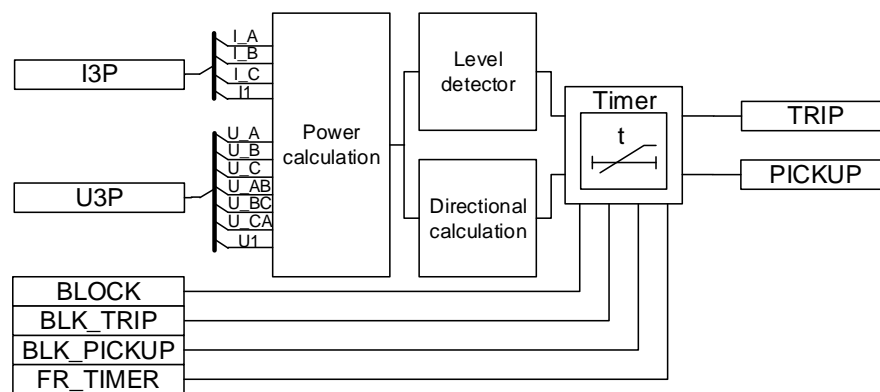 I3P
I_A
I_B
I_C
I1
U3P
U_A
U_B
U_C
U_AB
U_BC
U_CA
U1
Power
calculation
Level
detector
Directional
calculation
Timer
t
TRIP
PICKUP
BLOCK
BLK_TRIP
BLK_PICKUP
FR_TIMER